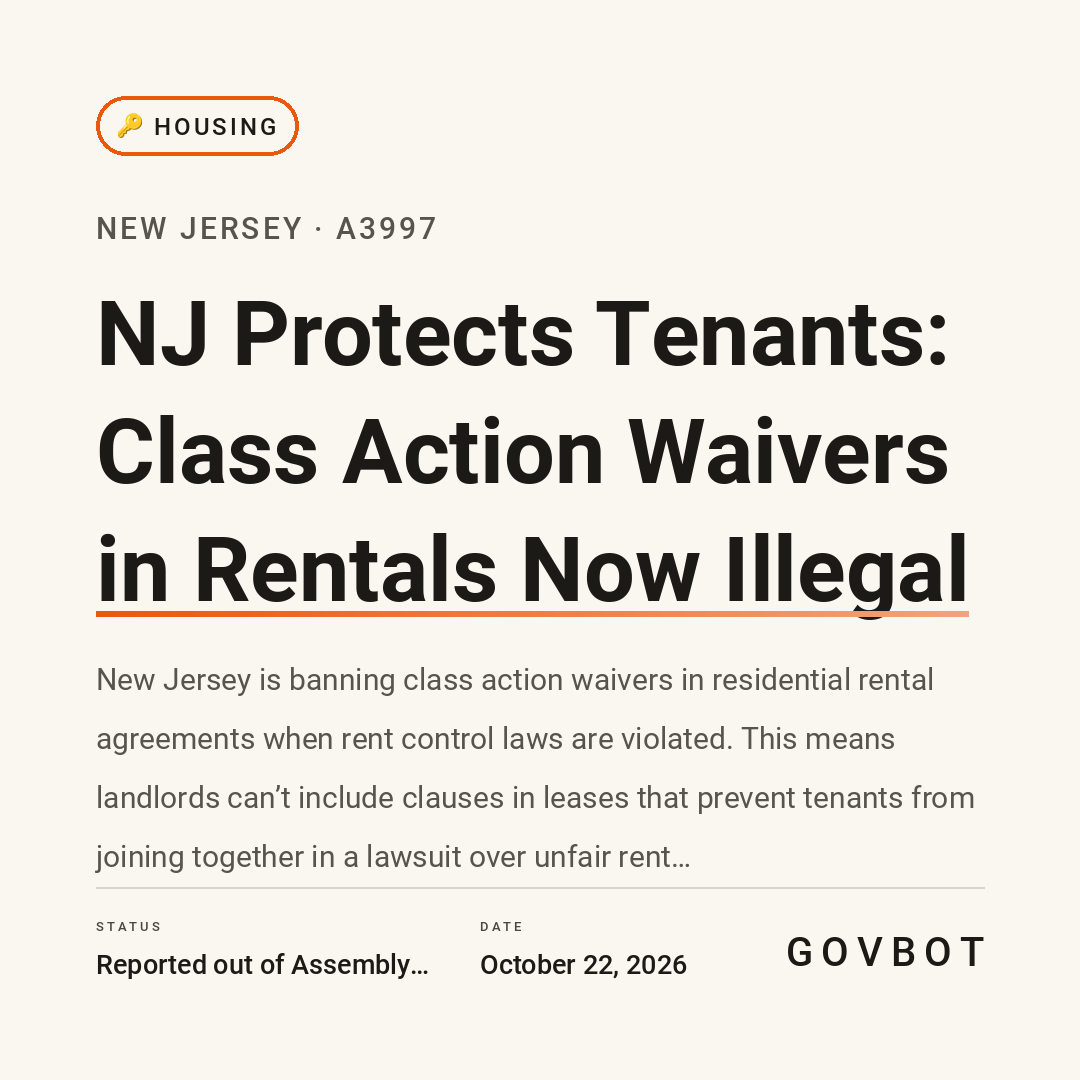 🔑 HOUSING
NEW JERSEY · A3997
NJ Protects Tenants:
Class Action Waivers
in Rentals Now Illegal
New Jersey is banning class action waivers in residential rental
agreements when rent control laws are violated. This means
landlords can’t include clauses in leases that prevent tenants from
joining together in a lawsuit over unfair rent…
STATUS
Reported out of Assembly…
DATE
October 22, 2026
GOVBOT